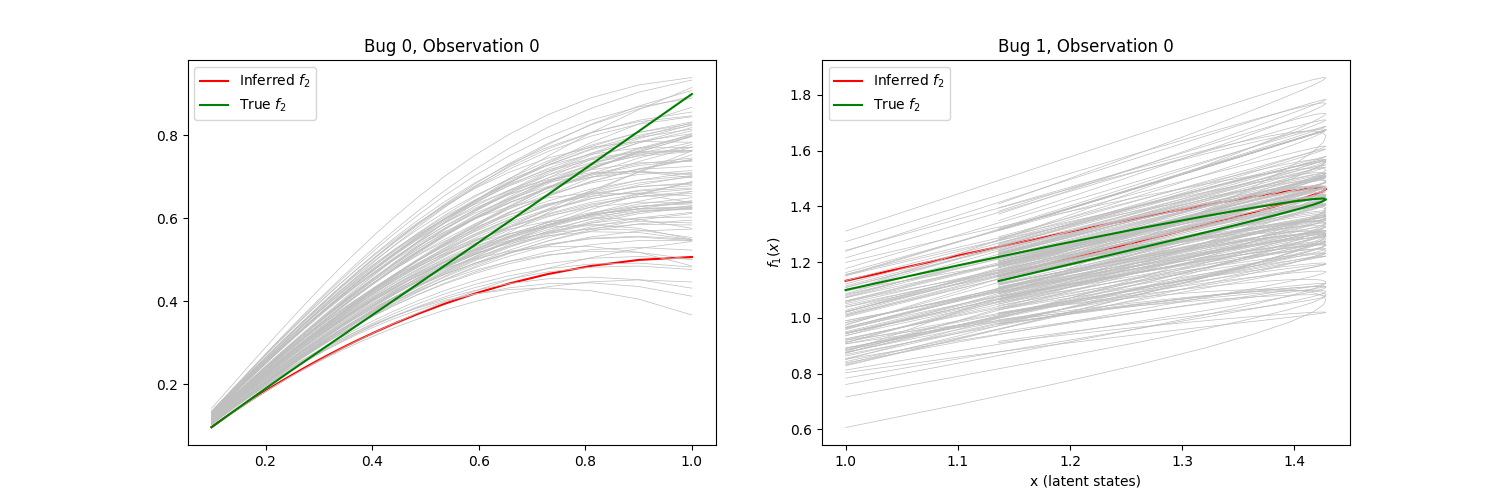 Bug 0, Observation 0
Inferred f₂
True f₂
0.8
0.6
0.4
0.2
0.2 0.4 0.6 0.8 1.0
Bug 1, Observation 0
Inferred f₂
True f₂
f₁(x)
1.8
1.6
1.4
1.2
1.0
0.8
0.6
1.0 1.1 1.2 1.3 1.4
x (latent states)